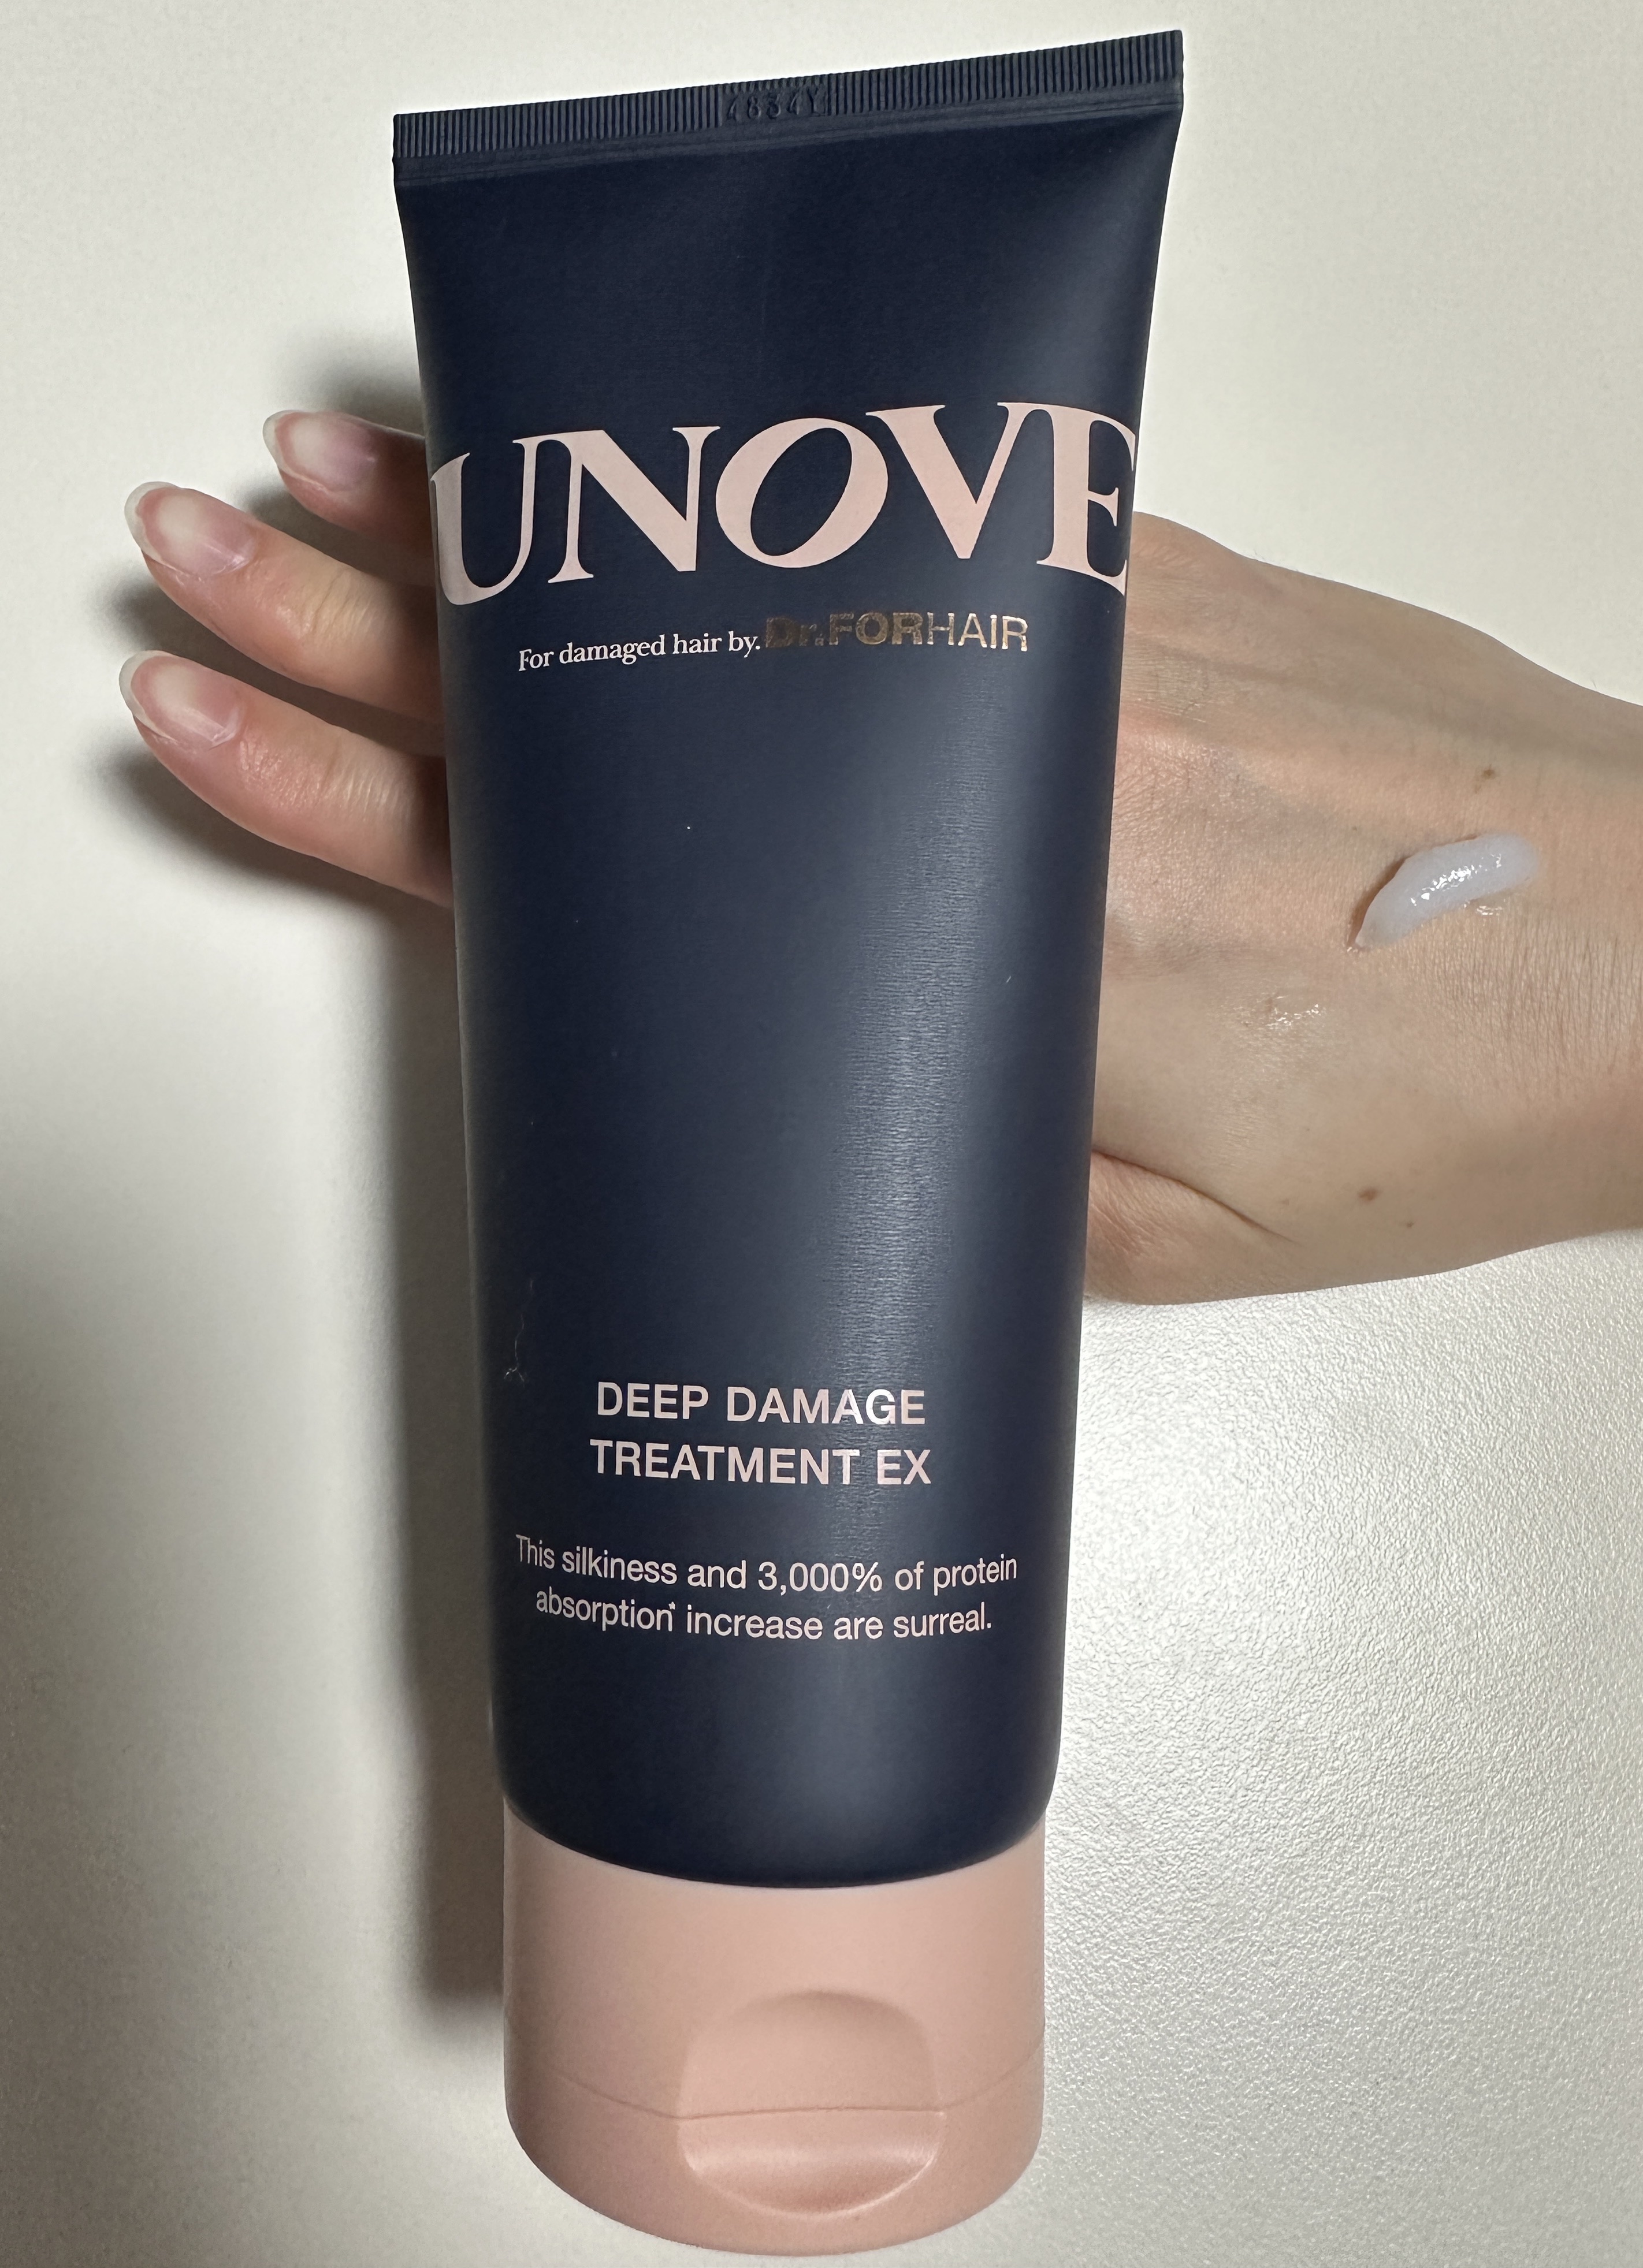 4834Y
UNOVE
For damaged hair by. Dr.FORHAIR
DEEP DAMAGE
TREATMENT EX
This silkiness and 3,000% of protein
absorption* increase are surreal.